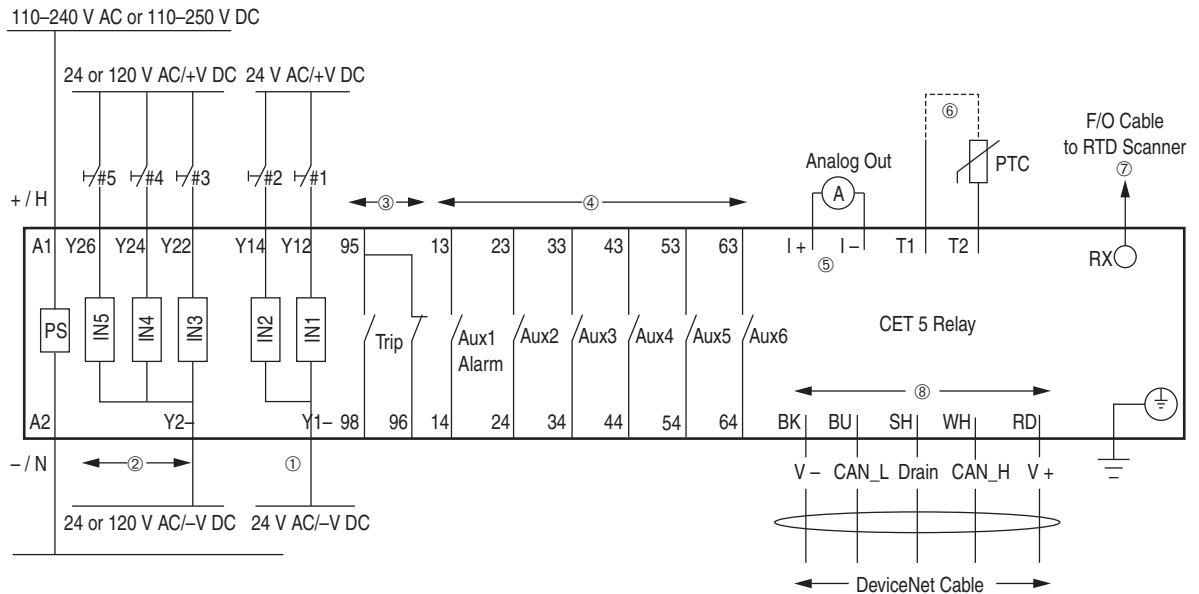 110–240 V AC or 110–250 V DC
24 or 120 V AC/+V DC 24 V AC/+V DC
⑥
F/O Cable
to RTD Scanner
⑦
Analog Out
PTC
#5 #4 #3 #2 #1
A
+ / H
③ ④
A1 Y26 Y24 Y22 Y14 Y12 95 13 23 33 43 53 63 I + I – T1 T2
⑤
RX
PS IN5 IN4 IN3 IN2 IN1
Trip Aux1 Aux2 Aux3 Aux4 Aux5 Aux6 CET 5 Relay
Alarm
⑧
A2 Y2– Y1– 98 96 14 24 34 44 54 64 BK BU SH WH RD
– / N ② ①
V – CAN_L Drain CAN_H V +
24 or 120 V AC/–V DC 24 V AC/–V DC
DeviceNet Cable